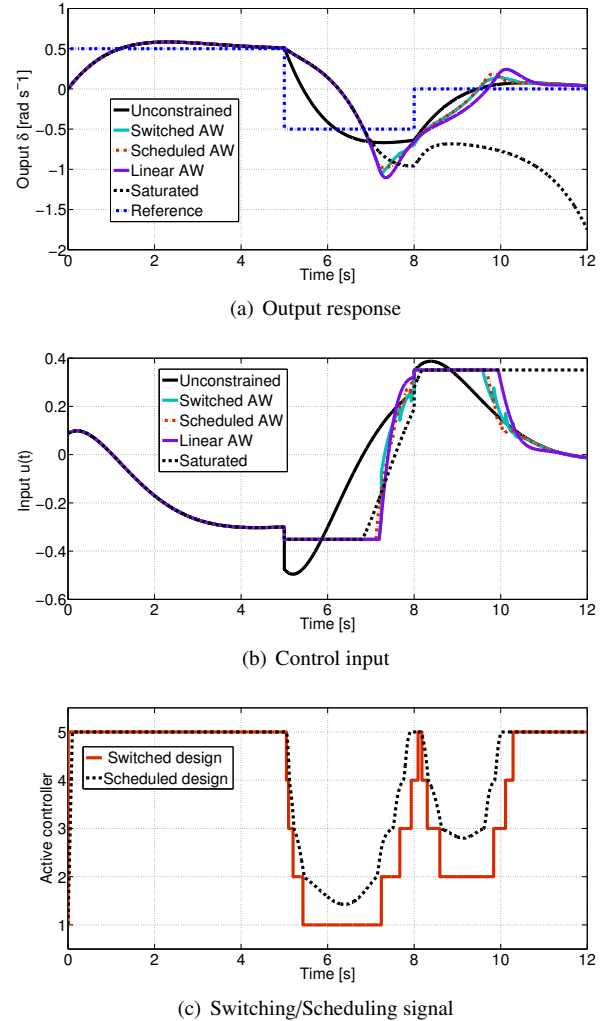 1
0.5
0
−0.5
−1
−1.5
−2
Ouput δ [rad s−1]
Unconstrained
Switched AW
Scheduled AW
Linear AW
Saturated
Reference
0 2 4 6 8 10 12
Time [s]
(a) Output response
0.4
0.2
0
−0.2
−0.4
−0.6
Input u(t)
Unconstrained
Switched AW
Scheduled AW
Linear AW
Saturated
0 2 4 6 8 10 12
Time [s]
(b) Control input
5
4
3
2
1
Active controller
Switched design
Scheduled design
0 2 4 6 8 10 12
Time [s]
(c) Switching/Scheduling signal